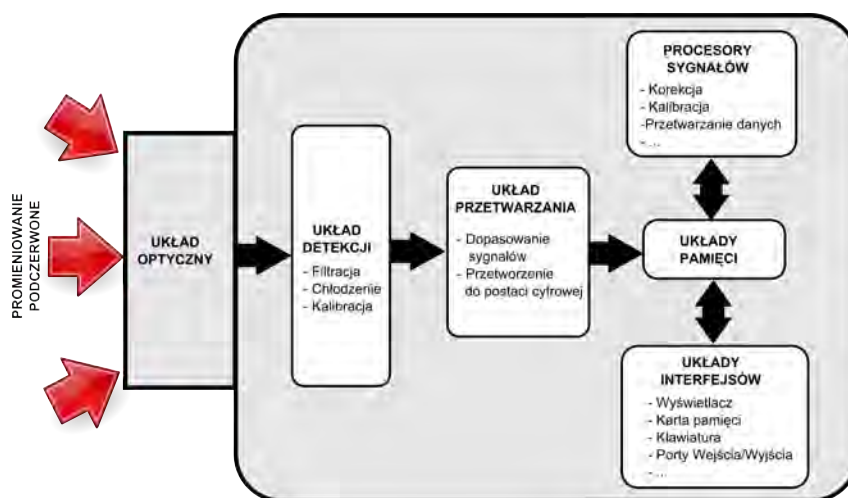 PROMIENIOWANIE
PODCZERWONE
UKŁAD
OPTYCZNY
UKŁAD
DETEKCJI
- Filtracja
- Chłodzenie
- Kalibracja
UKŁAD
PRZETWARZANIA
- Dopasowanie
sygnałów
- Przetworzenie
do postaci cyfrowej
PROCESORY
SYGNAŁÓW
- Korekcja
- Kalibracja
-Przetwarzanie danych
- ...
UKŁADY
PAMIĘCI
UKŁADY
INTERFEJSÓW
- Wyświetlacz
- Karta pamięci
- Klawiatura
- Porty Wejścia/Wyjścia
- ...